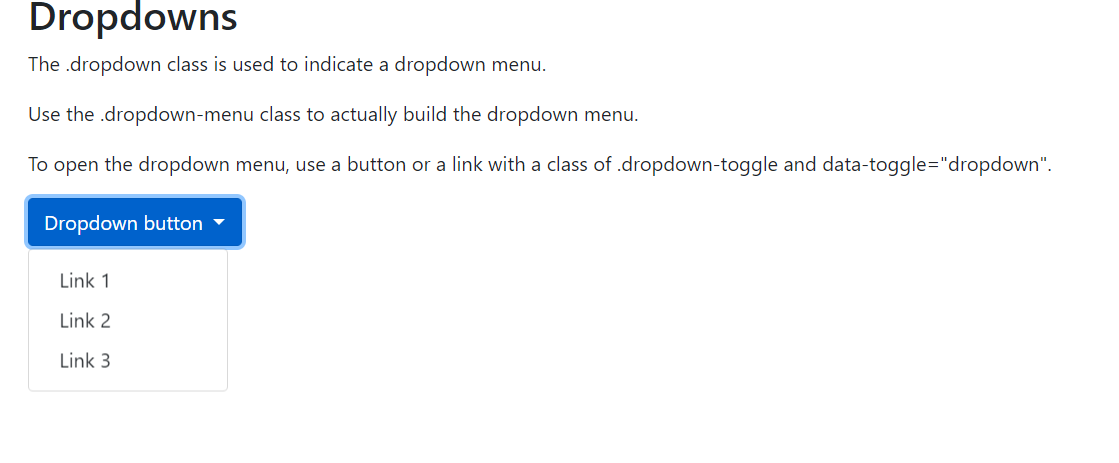 Dropdowns
The .dropdown class is used to indicate a dropdown menu.
Use the .dropdown-menu class to actually build the dropdown menu.
To open the dropdown menu, use a button or a link with a class of .dropdown-toggle and data-toggle="dropdown".
Dropdown button
Link 1
Link 2
Link 3